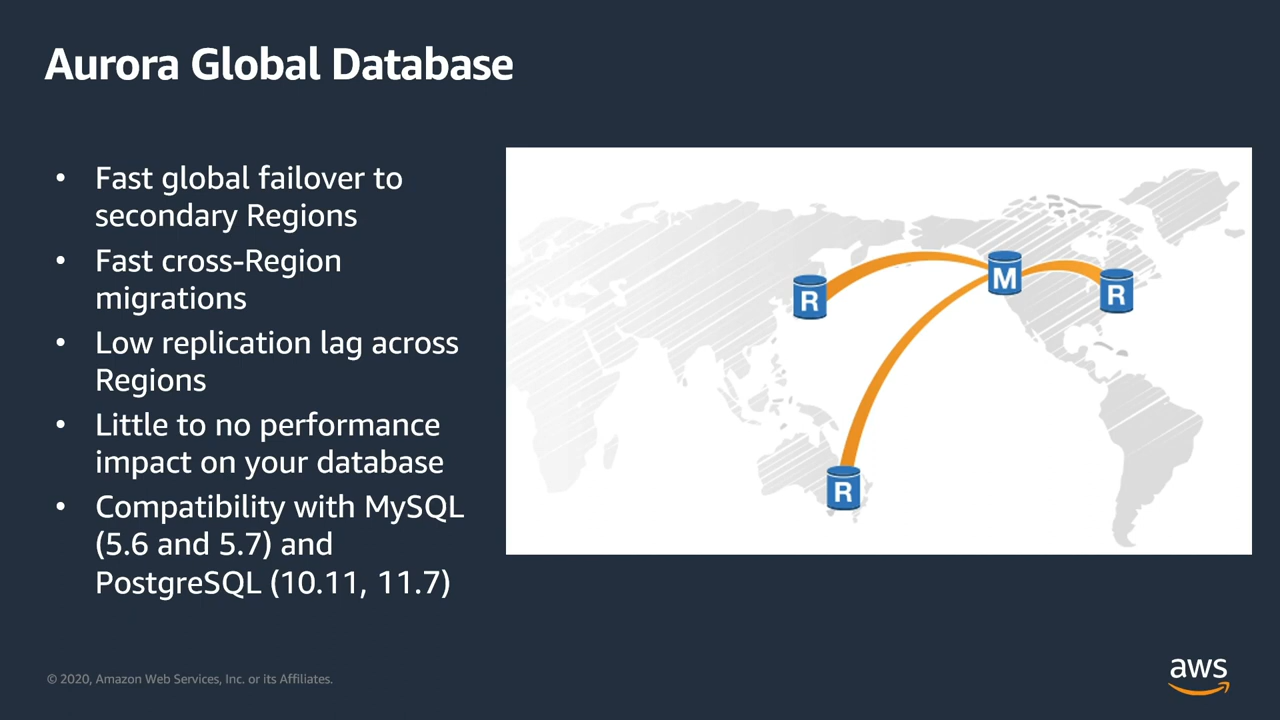 Aurora Global Database
• Fast global failover to
secondary Regions
• Fast cross-Region
migrations
• Low replication lag across
Regions
• Little to no performance
impact on your database
• Compatibility with MySQL
(5.6 and 5.7) and
PostgreSQL (10.11, 11.7)
M
R
R
R
© 2020, Amazon Web Services, Inc. or its Affiliates.
aws